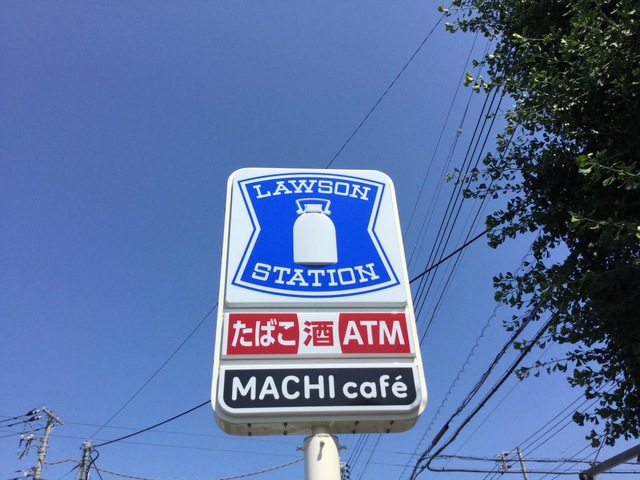 LAWSON
STATION
たばこ 酒 ATM
MACHI café